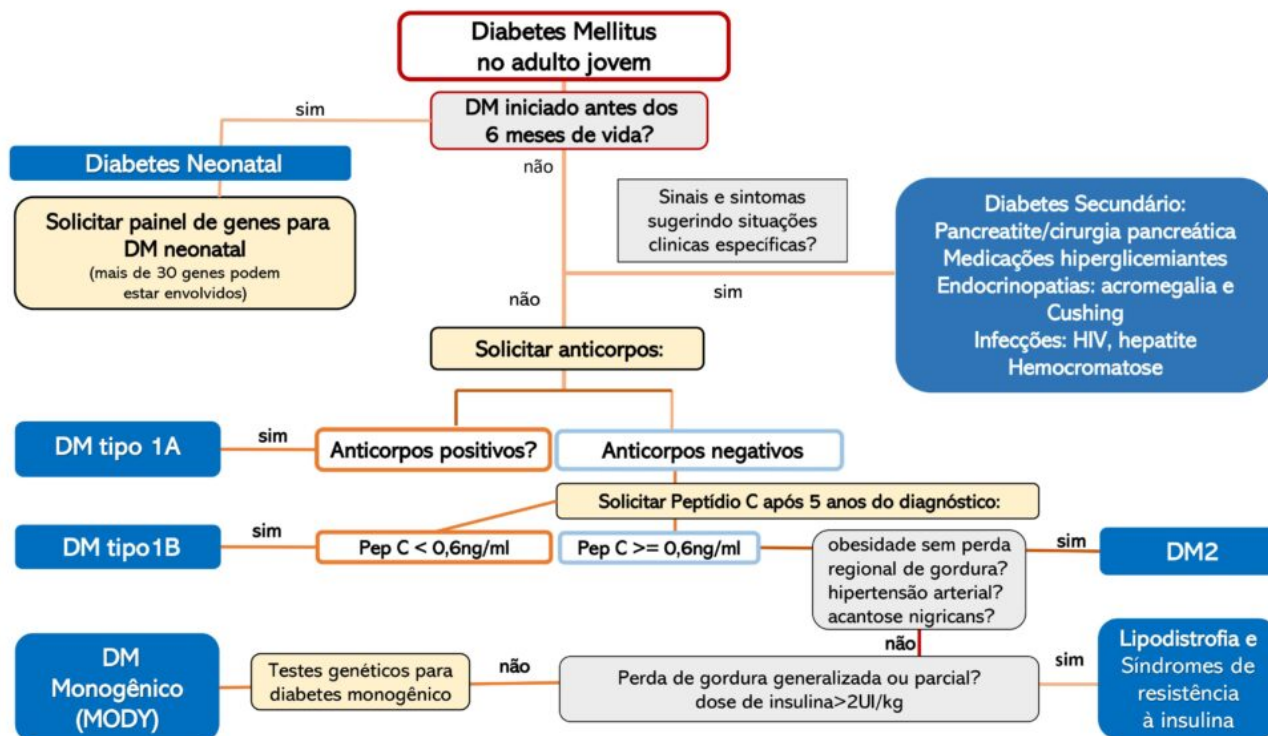 Diabetes Mellitus
no adulto jovem
sim
DM iniciado antes dos
6 meses de vida?
Diabetes Neonatal
não
Solicitar painel de genes para
DM neonatal
(mais de 30 genes podem
estar envolvidos)
Sinais e sintomas
sugerindo situações
clinicas específicas?
Diabetes Secundário:
Pancreatite/cirurgia pancreática
Medicações hiperglicemiantes
Endocrinopatias: acromegalia e
Cushing
Infecções: HIV, hepatite
Hemocromatose
não
sim
Solicitar anticorpos:
DM tipo 1A
sim
Anticorpos positivos?
Anticorpos negativos
Solicitar Peptídio C após 5 anos do diagnóstico:
DM tipo1B
sim
Pep C < 0,6ng/ml
Pep C >= 0,6ng/ml
obesidade sem perda
regional de gordura?
hipertensão arterial?
acantose nigricans?
sim
DM2
não
DM
Monogênico
(MODY)
Testes genéticos para
diabetes monogênico
não
Perda de gordura generalizada ou parcial?
dose de insulina>2UI/kg
sim
Lipodistrofia e
Síndromes de
resistência
à insulina